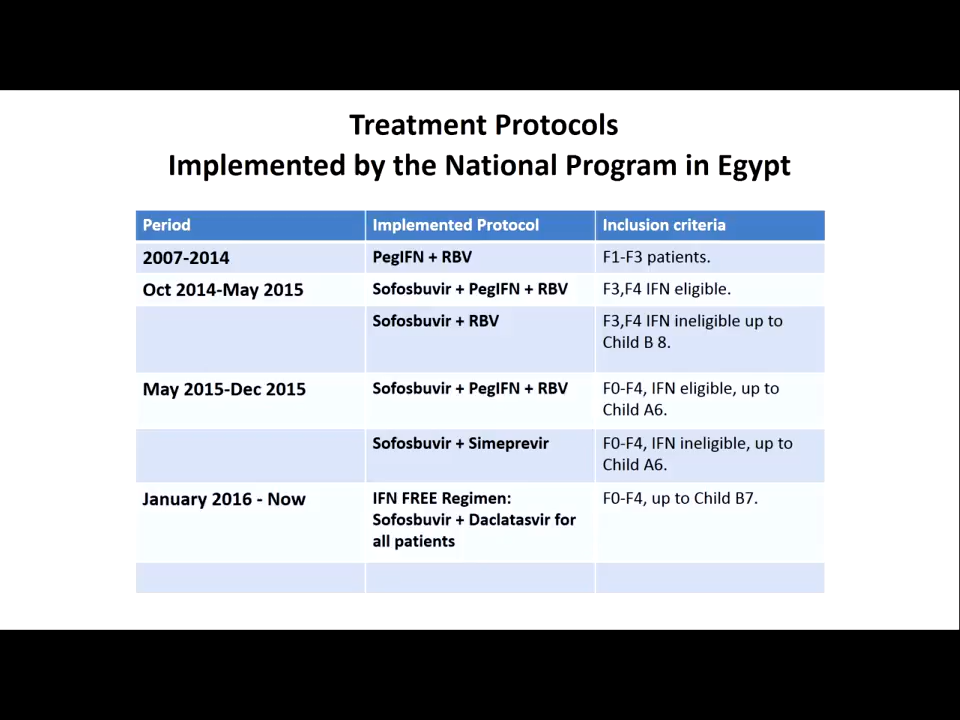 Treatment Protocols
Implemented by the National Program in Egypt
Period Implemented Protocol Inclusion criteria
2007-2014 PegIFN + RBV F1-F3 patients.
Oct 2014-May 2015 Sofosbuvir + PegIFN + RBV F3,F4 IFN eligible.
Sofosbuvir + RBV F3,F4 IFN ineligible up to
Child B 8.
May 2015-Dec 2015 Sofosbuvir + PegIFN + RBV F0-F4, IFN eligible, up to
Child A6.
Sofosbuvir + Simeprevir F0-F4, IFN ineligible, up to
Child A6.
January 2016 - Now IFN FREE Regimen: F0-F4, up to Child B7.
Sofosbuvir + Daclatasvir for
all patients